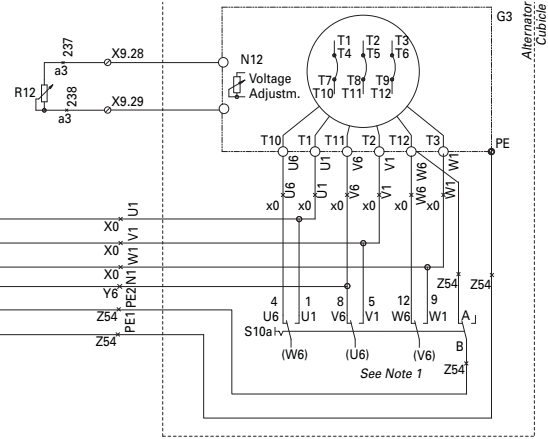 G3
Alternator
Cubicle
237
X9.28
a3
N12
R12
Voltage
Adjustm.
238
X9.29
a3
T1 T2 T3
T4 T5 T6
T7 T8 T9
T10 T11 T12
PE
T10 T1 T11 T2 T12 T3
U6 U1 V6 V1 W6 W1
U6 U1 V6 V1 W6 W1
x0 x0 x0 x0 x0 x0
U1
X0
V1
X0
W1
X0
N1
Y6
PE2
Z54
PE1
Z54
Z54 Z54
4 1 8 5 12 9
U6 U1 V6 V1 W6 W1 A
S10a
B
(W6) (U6) (V6)
See Note 1
Z54